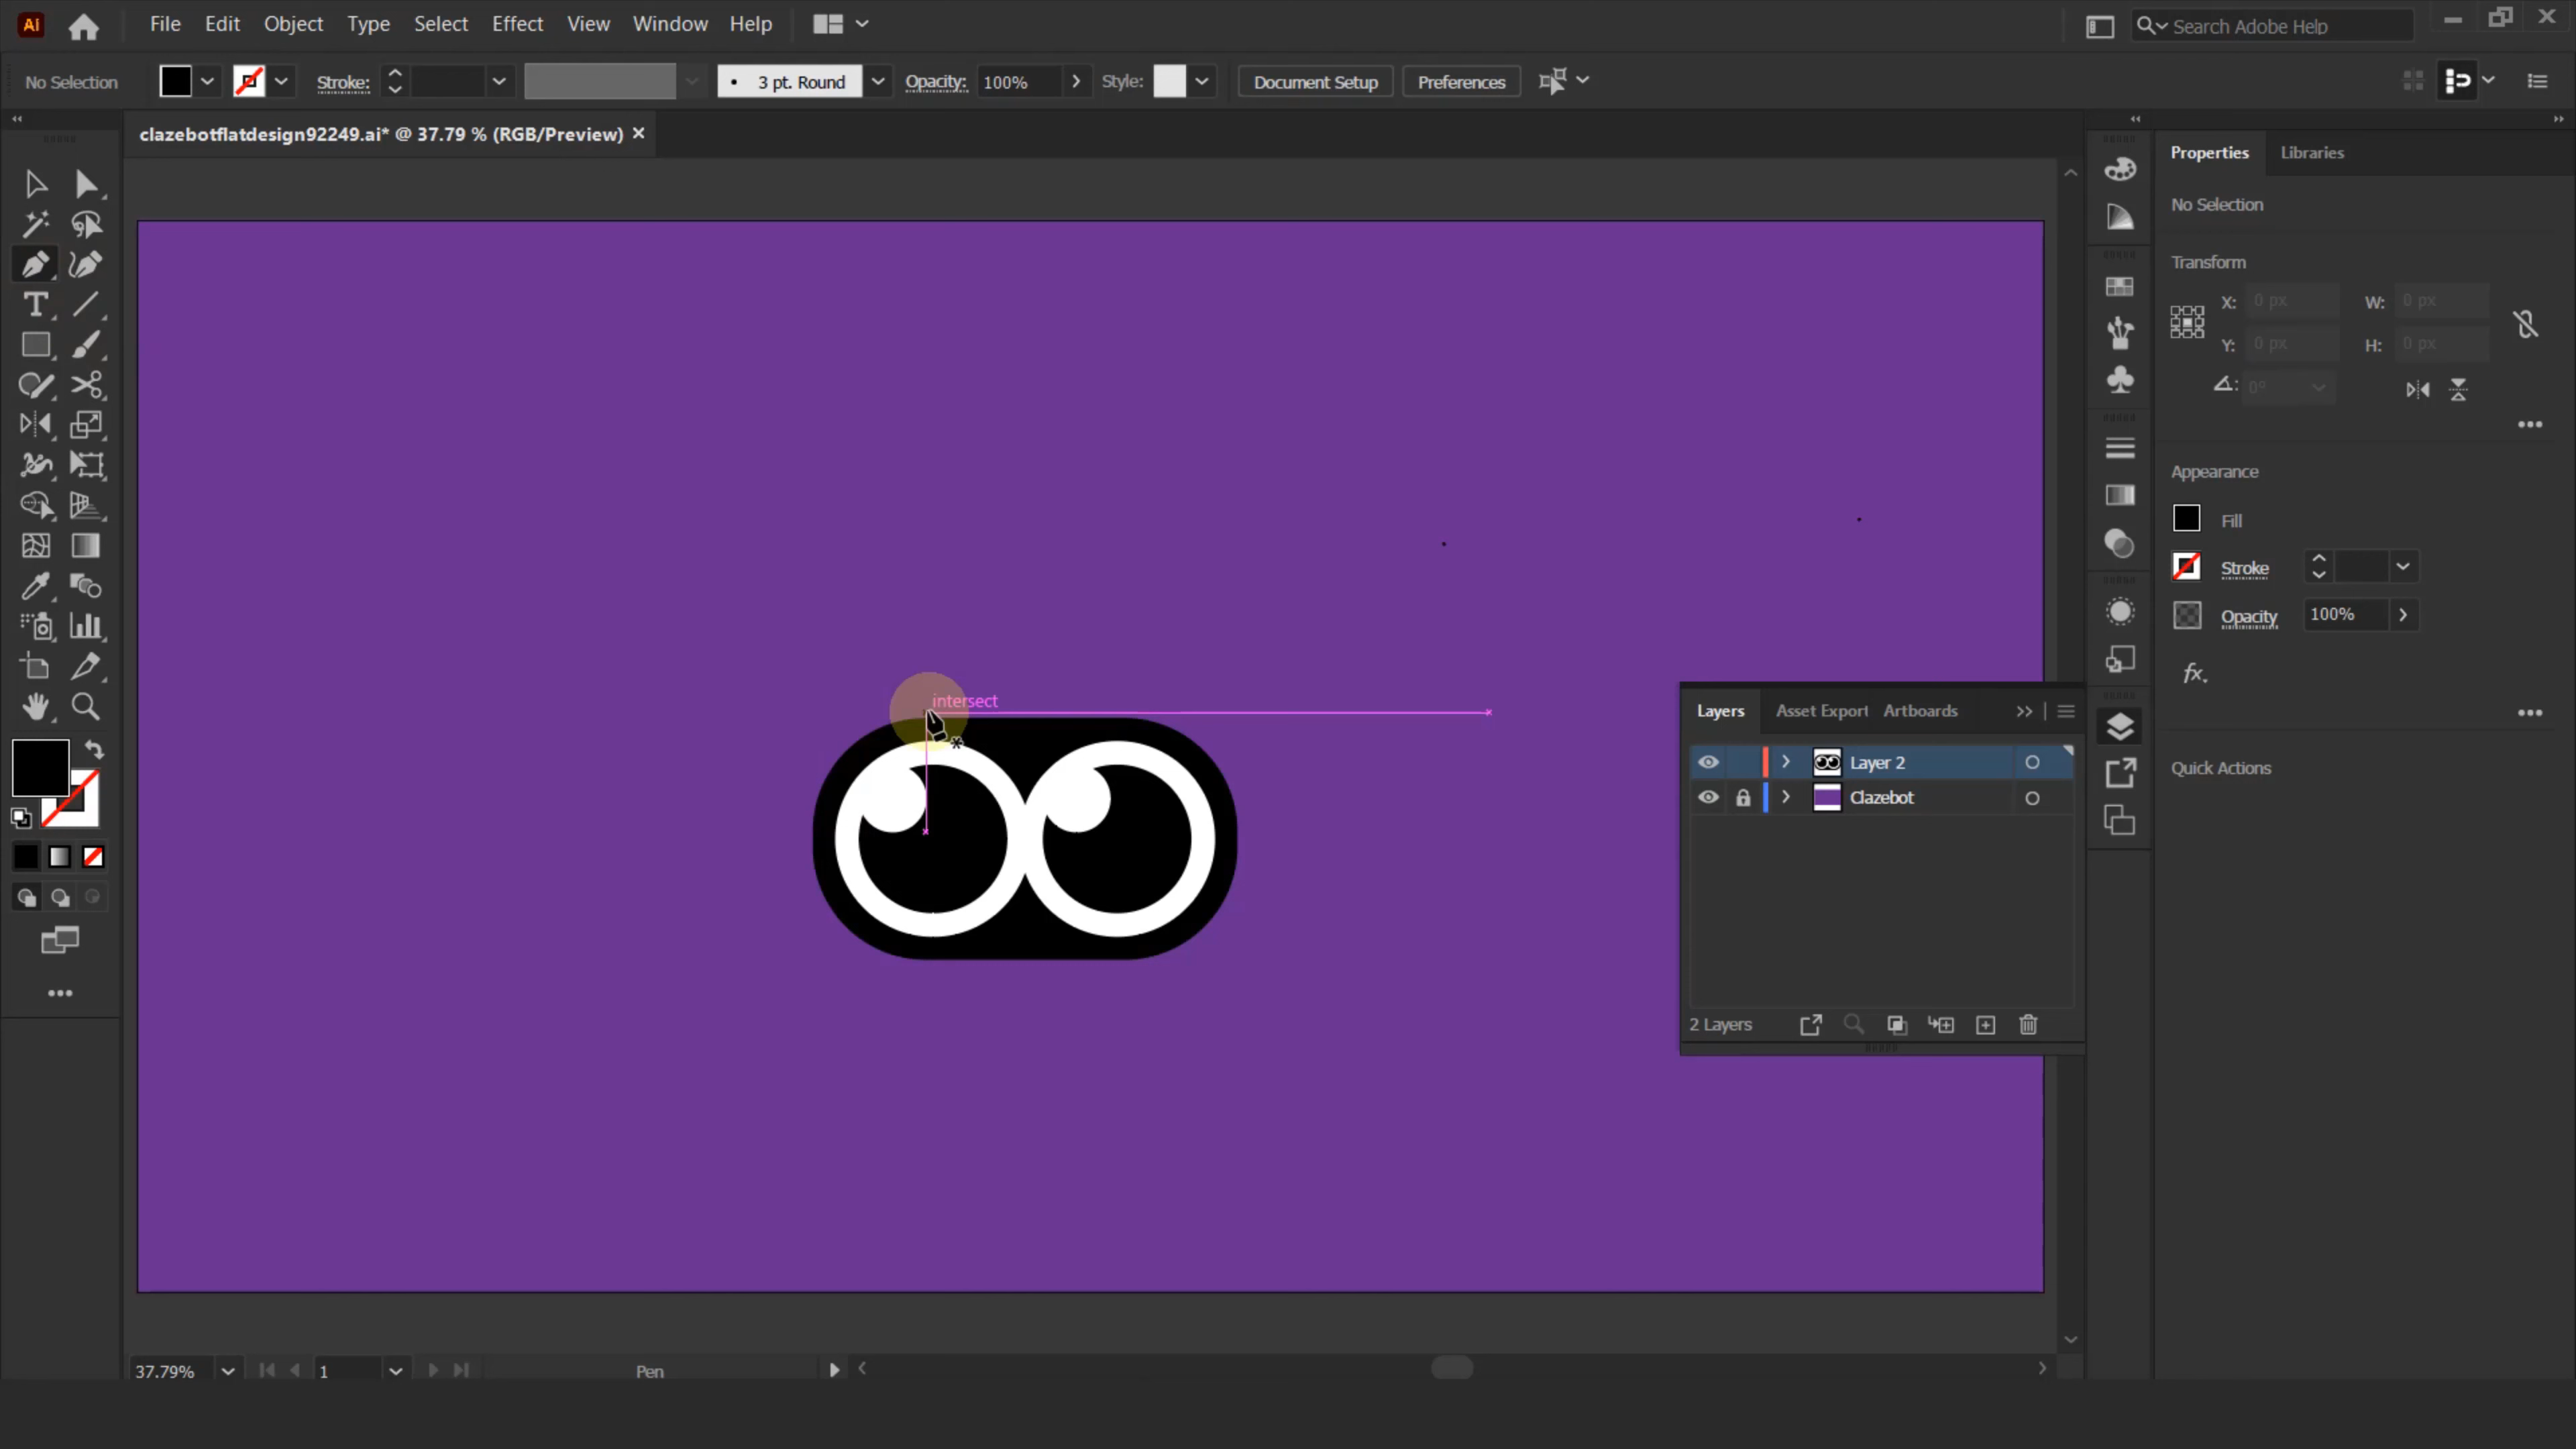 Ai File Edit Object Type Select Effect View Window Help Search Adobe Help
No Selection Stroke: 3 pt. Round Opacity: 100% Style: Document Setup Preferences
clazebotflatdesign92249.ai* @ 37.79 % (RGB/Preview)
Properties Libraries
No Selection
Transform
X: 0 px W: 0 px
Y: 0 px H: 0 px
0°
Appearance
Fill
Stroke
Opacity 100%
fx.
Quick Actions
intersect
Layers Asset Export Artboards
Layer 2
Clazebot
2 Layers
37.79% 1 Pen